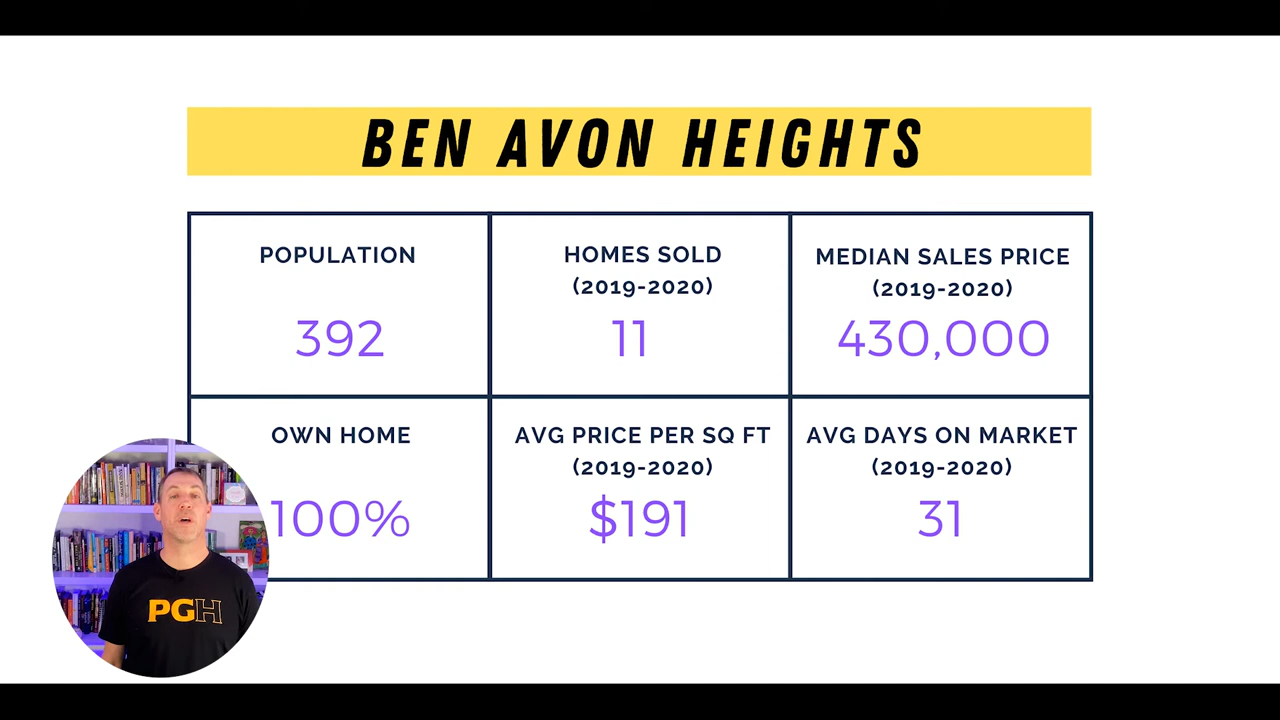 BEN AVON HEIGHTS
POPULATION
392
HOMES SOLD
(2019-2020)
11
MEDIAN SALES PRICE
(2019-2020)
430,000
OWN HOME
100%
AVG PRICE PER SQ FT
(2019-2020)
$191
AVG DAYS ON MARKET
(2019-2020)
31
PGH